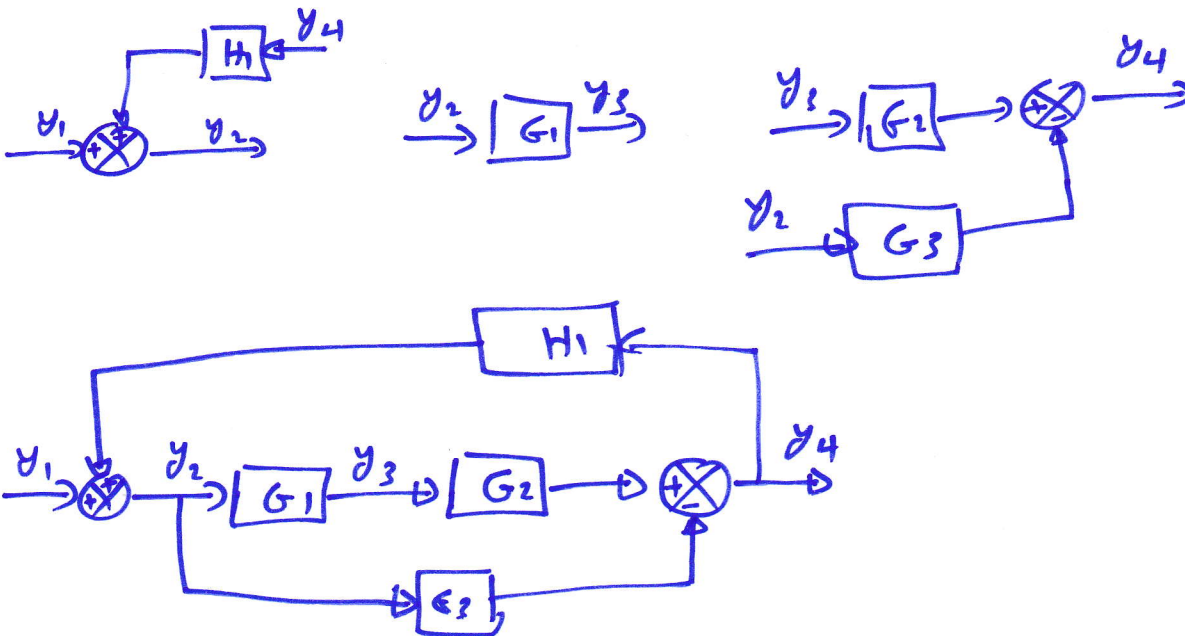 y4
H1
y1 + + y2
y2 G1 y3
y3 G2 + - y4
y2 G3
H1
y1 + + y2 G1 y3 G2 + - y4
G3